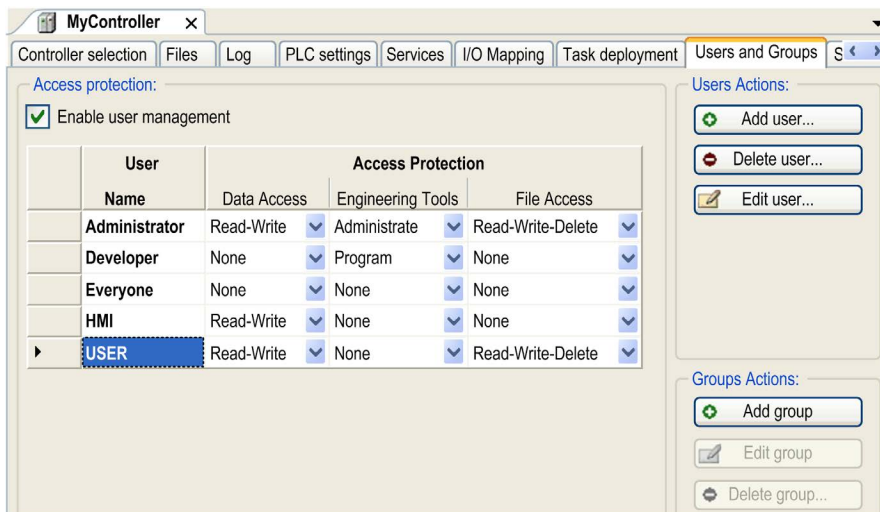 MyController x
Controller selection Files Log PLC settings Services I/O Mapping Task deployment Users and Groups S
Access protection:
Enable user management
User Access Protection
Name Data Access Engineering Tools File Access
Administrator Read-Write Administrate Read-Write-Delete
Developer None Program None
Everyone None None None
HMI Read-Write None None
USER Read-Write None Read-Write-Delete
Users Actions:
Add user...
Delete user...
Edit user...
Groups Actions:
Add group
Edit group
Delete group...